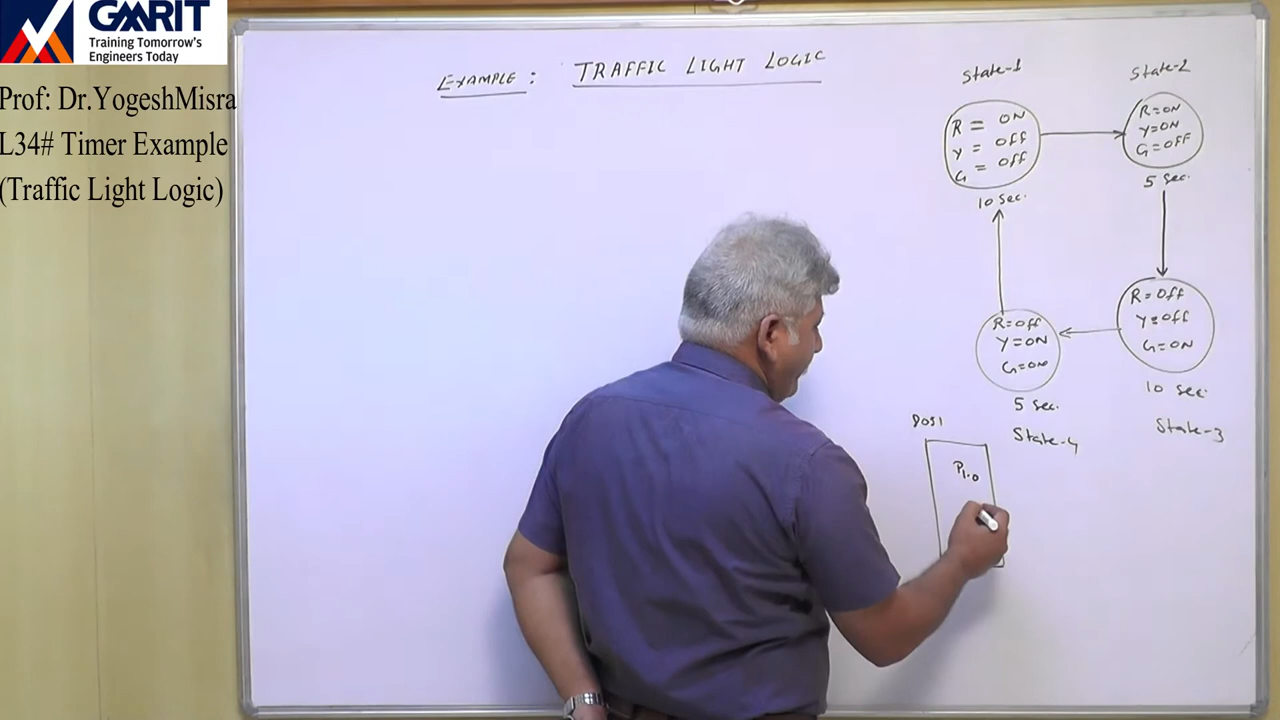 GMRIT
Training Tomorrow's
Engineers Today
Prof: Dr.YogeshMisra
L34# Timer Example
(Traffic Light Logic)
EXAMPLE: TRAFFIC LIGHT LOGIC
State-1
R = ON
Y = OFF
G = OFF
10 Sec.
State-2
R=ON
Y=ON
G=OFF
5 Sec.
R=OFF
Y=OFF
G=ON
10 Sec.
State-3
R=OFF
Y=ON
G=ON
5 Sec.
State-4
8051
P1.0